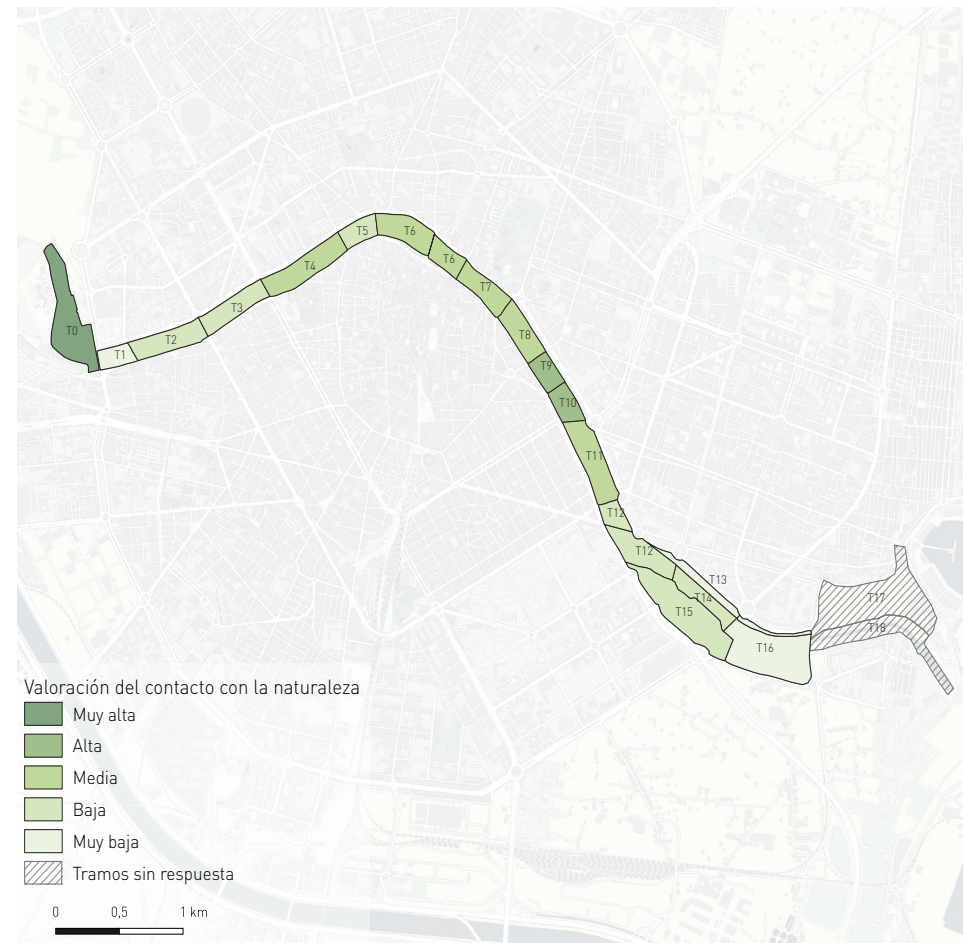 T0
T1
T2
T3
T4
T5
T6
T6
T7
T8
T9
T10
T11
T12
T12
T13
T14
T15
T16
T17
T18
Valoración del contacto con la naturaleza
Muy alta
Alta
Media
Baja
Muy baja
Tramos sin respuesta
0 0,5 1 km